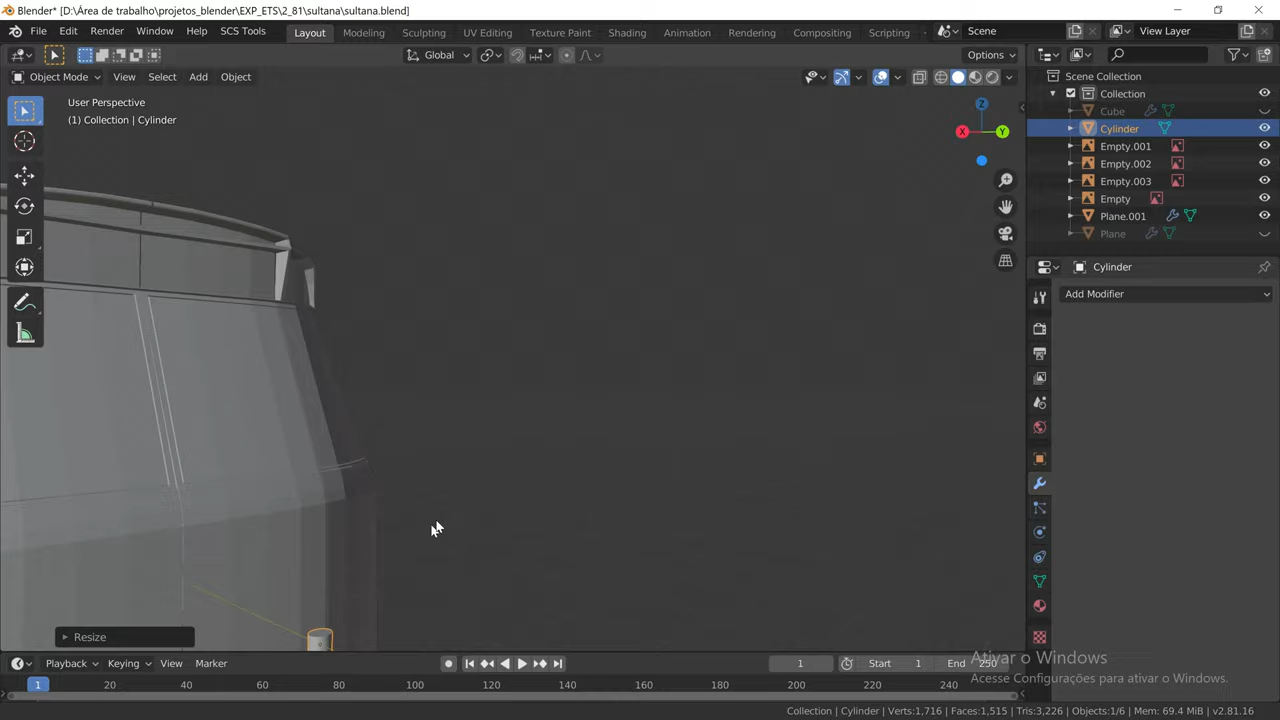 Blender* [D:\Área de trabalho\projetos_blender\EXP_ETS\2_81\sultana\sultana.blend]
File Edit Render Window Help SCS Tools Layout Modeling Sculpting UV Editing Texture Paint Shading Animation Rendering Compositing Scripting Scene View Layer
Global Options
Object Mode View Select Add Object
User Perspective
(1) Collection | Cylinder
Z
X Y
Scene Collection
Collection
Cube
Cylinder
Empty.001
Empty.002
Empty.003
Empty
Plane.001
Plane
Cylinder
Add Modifier
Resize
Ativar o Windows
Acesse Configurações para ativar o Windows.
Playback Keying View Marker 1 Start 1 End 250
1 20 40 60 80 100 120 140 160 180 200 220 240
Collection | Cylinder | Verts:1,716 | Faces:1,515 | Tris:3,226 | Objects:1/6 | Mem: 69.4 MiB | v2.81.16